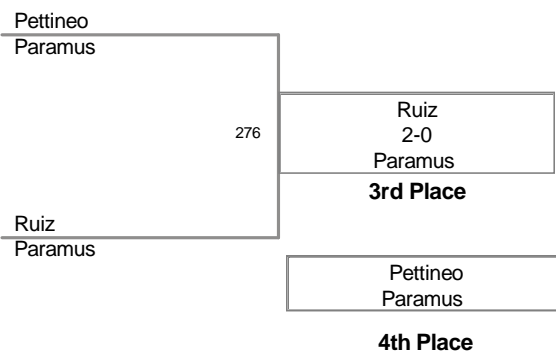 Pettineo
Paramus
276
Ruiz
2-0
Paramus
3rd Place
Ruiz
Paramus
Pettineo
Paramus
4th Place